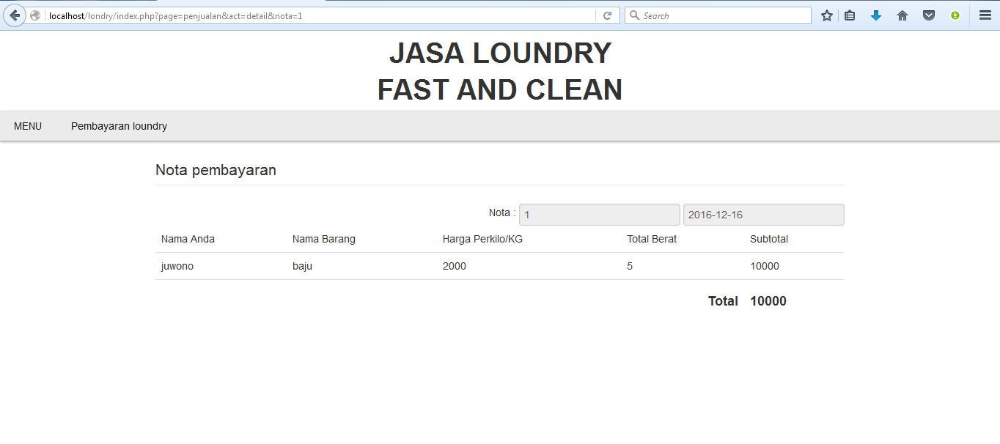 localhost/londry/index.php?page=penjualan&act=detail&nota=1
Search
JASA LOUNDRY
FAST AND CLEAN
MENU Pembayaran loundry
Nota pembayaran
Nota : 1 2016-12-16
Nama Anda Nama Barang Harga Perkilo/KG Total Berat Subtotal
juwono baju 2000 5 10000
Total 10000